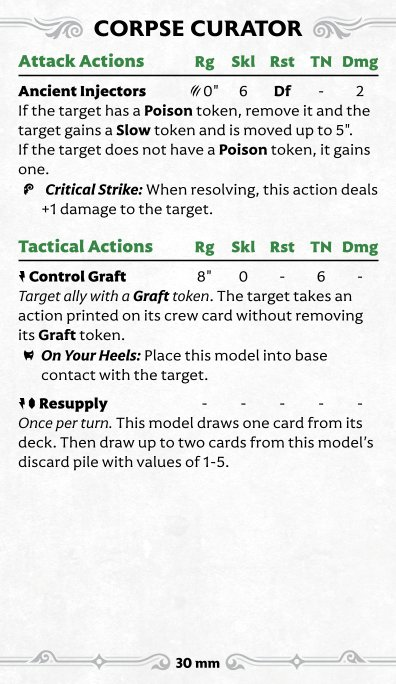 CORPSE CURATOR
Attack Actions Rg Skl Rst TN Dmg
Ancient Injectors 0" 6 Df - 2
If the target has a Poison token, remove it and the
target gains a Slow token and is moved up to 5".
If the target does not have a Poison token, it gains
one.
Critical Strike: When resolving, this action deals
+1 damage to the target.
Tactical Actions Rg Skl Rst TN Dmg
Control Graft 8" 0 - 6 -
Target ally with a Graft token. The target takes an
action printed on its crew card without removing
its Graft token.
On Your Heels: Place this model into base
contact with the target.
Resupply - - - - -
Once per turn. This model draws one card from its
deck. Then draw up to two cards from this model's
discard pile with values of 1-5.
30 mm